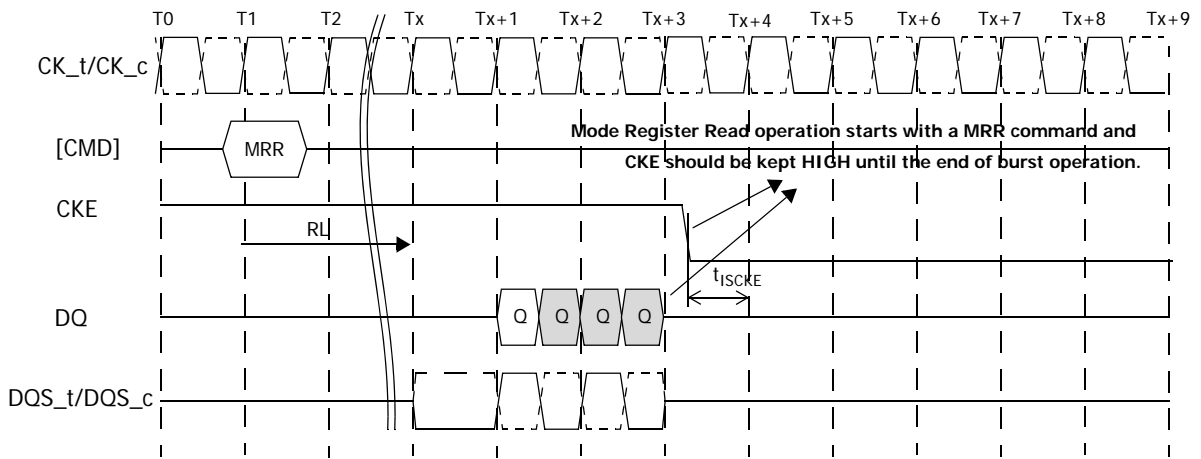 T0 T1 T2 Tx Tx+1 Tx+2 Tx+3 Tx+4 Tx+5 Tx+6 Tx+7 Tx+8 Tx+9
CK_t/CK_c
Mode Register Read operation starts with a MRR command and
[CMD] MRR
CKE should be kept HIGH until the end of burst operation.
CKE
RL
tISCKE
DQ Q Q Q Q
DQS_t/DQS_c